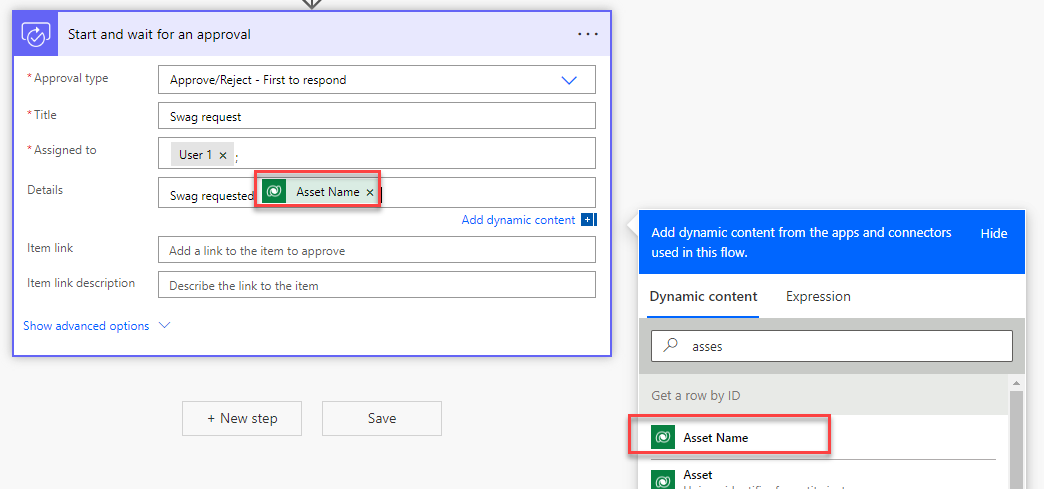 Start and wait for an approval
* Approval type
Approve/Reject - First to respond
* Title
Swag request
* Assigned to
User 1 × ;
Details
Swag requested Asset Name ×
Add dynamic content
Item link
Add a link to the item to approve
Item link description
Describe the link to the item
Show advanced options
+ New step
Save
Add dynamic content from the apps and connectors
used in this flow.
Hide
Dynamic content
Expression
asses
Get a row by ID
Asset Name
Asset